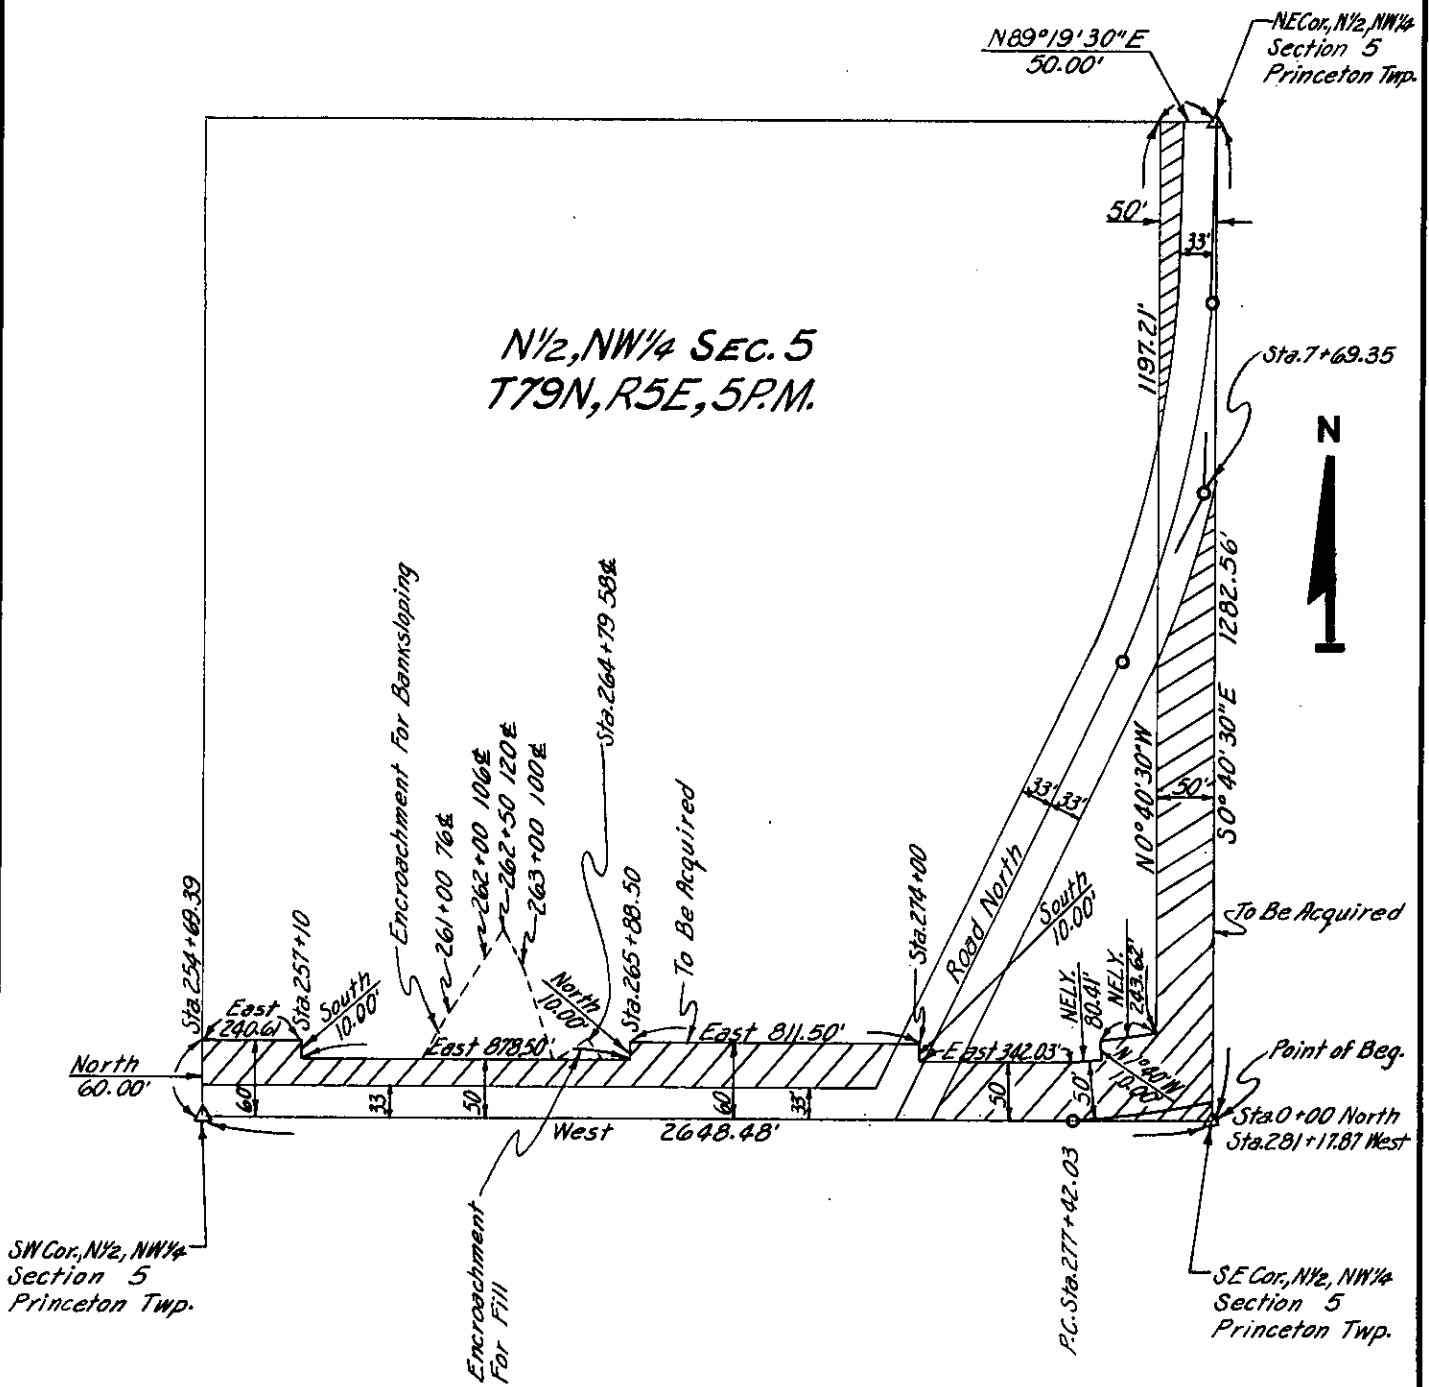 N89°19'30"E
50.00'
NE Cor., N½, NW¼
Section 5
Princeton Twp.
50'
33'
1197.21'
N½, NW¼ SEC. 5
T79N, R5E, 5P.M.
Sta. 7+69.35
N
1282.56'
S0°40'30"E
N0°40'30"W
50'
Encroachment For Banksloping
261+00 76℄
262+00 106℄
262+50 120℄
263+00 100℄
Sta. 264+79 58℄
Sta. 265+88.50
To Be Acquired
33'
33'
Road North
Sta. 274+00
South
10.00'
NELY.
80.41'
NELY.
243.62'
To Be Acquired
Sta. 254+69.39
East
240.61
Sta. 257+10
South
10.00'
East 878.50'
North
10.00'
East 811.50'
East 342.03'
N1°40'W
10.00'
Point of Beg.
North
60.00'
60'
33
50'
60
33'
50
50'
West 2648.48'
Sta. 0+00 North
Sta. 281+17.87 West
P.C. Sta. 277+42.03
Encroachment
For Fill
SW Cor., N½, NW¼
Section 5
Princeton Twp.
SE Cor., N½, NW¼
Section 5
Princeton Twp.